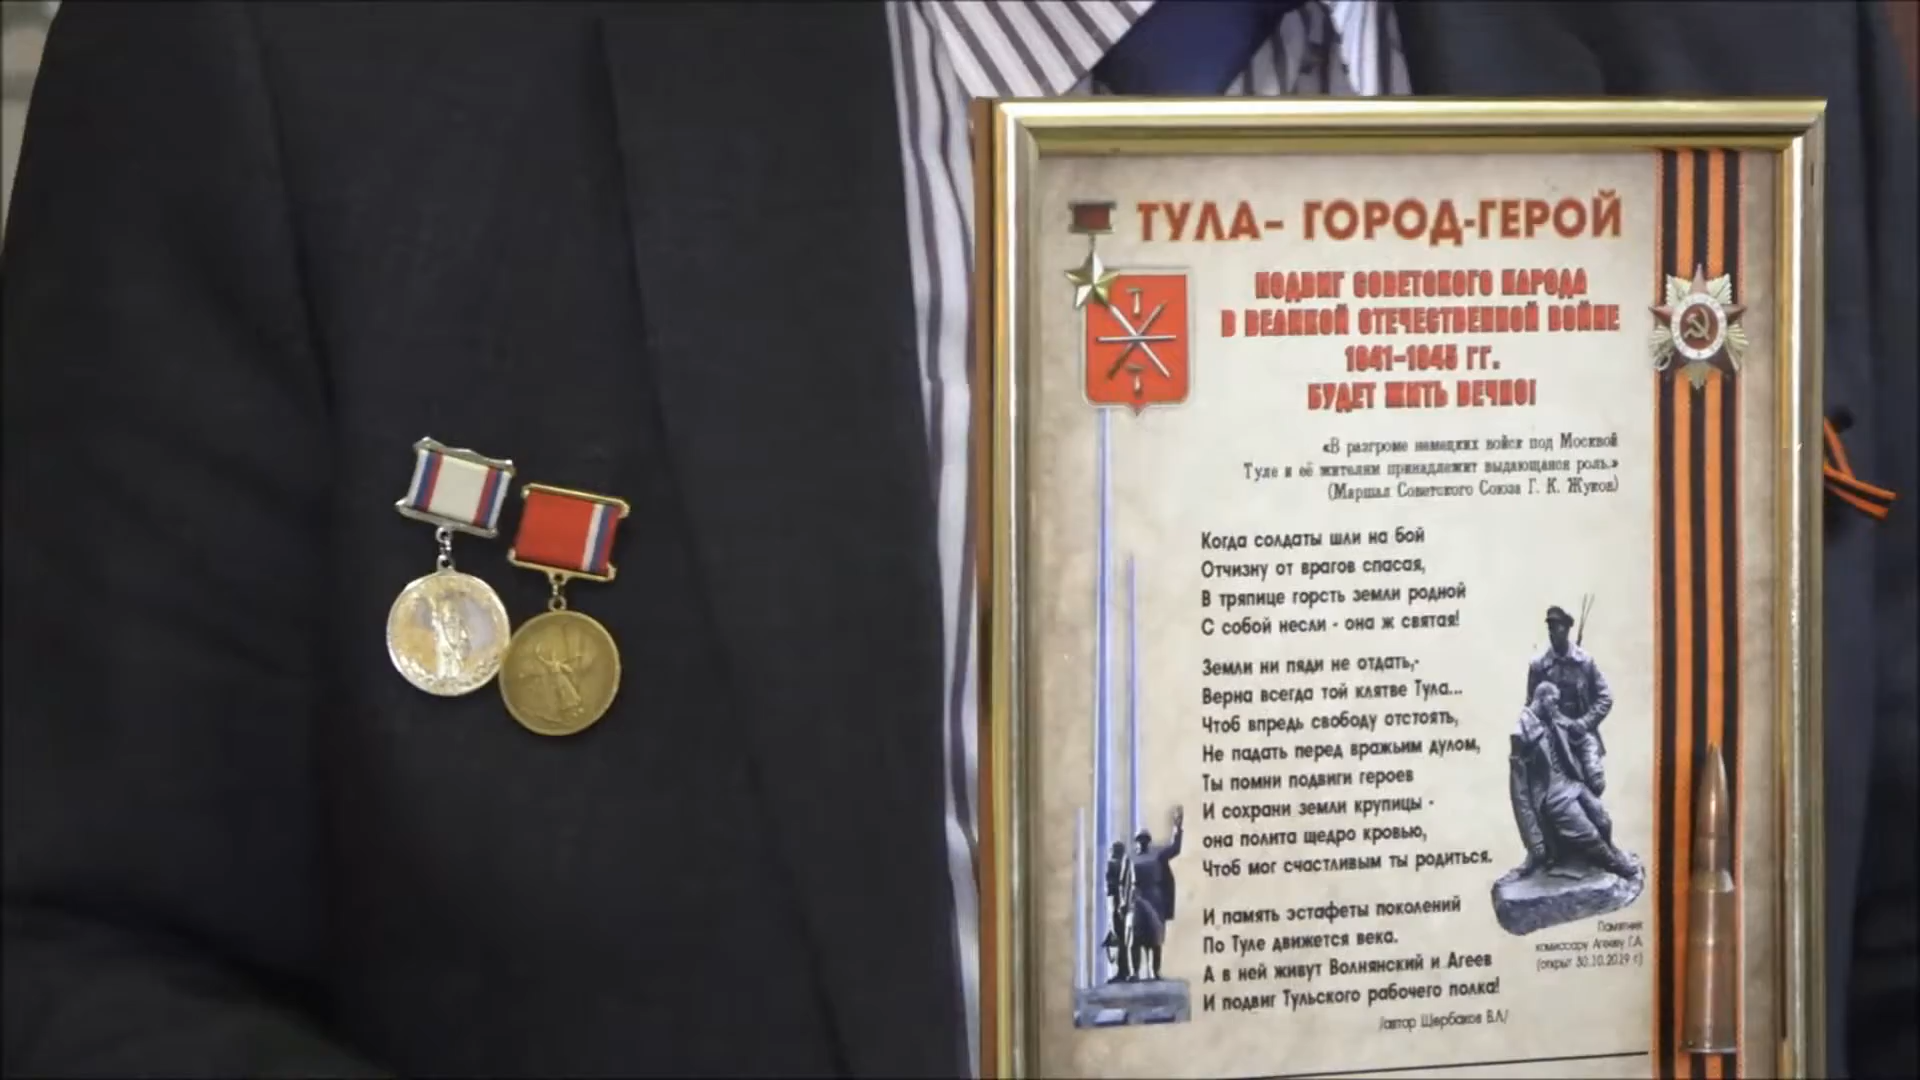 ТУЛА– ГОРОД-ГЕРОЙ
ПОДВИГ СОВЕТСКОГО НАРОДА
В ВЕЛИКОЙ ОТЕЧЕСТВЕННОЙ ВОЙНЕ
1941–1945 ГГ.
БУДЕТ ЖИТЬ ВЕЧНО!
«В разгроме немецких войск под Москвой
Туле и её жителям принадлежит выдающаяся роль.»
(Маршал Советского Союза Г. К. Жуков)
Когда солдаты шли на бой
Отчизну от врагов спасая,
В тряпице горсть земли родной
С собой несли - она ж святая!
Земли ни пяди не отдать,-
Верна всегда той клятве Тула...
Чтоб впредь свободу отстоять,
Не падать перед вражьим дулом,
Ты помни подвиги героев
И сохрани земли крупицы -
она полита щедро кровью,
Чтоб мог счастливым ты родиться.
И память эстафеты поколений
По Туле движется века.
А в ней живут Волнянский и Агеев
И подвиг Тульского рабочего полка!
/автор Щербаков В.Л/
Памятник
комиссару Агееву Г.А.
(открыт 30.10.2019 г.)